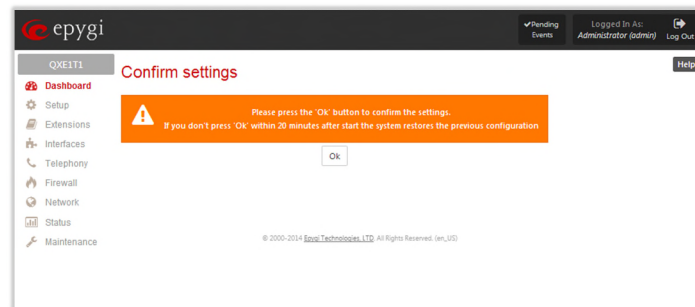 epygi
Pending Events
Logged In As:
Administrator (admin)
Log Out
QXE1T1
Help
Confirm settings
Dashboard
Setup
Extensions
Interfaces
Telephony
Firewall
Network
Status
Maintenance
Please press the 'Ok' button to confirm the settings.
If you don't press 'Ok' within 20 minutes after start the system restores the previous configuration
Ok
© 2000-2014 Epygi Technologies, LTD. All Rights Reserved. (en_US)